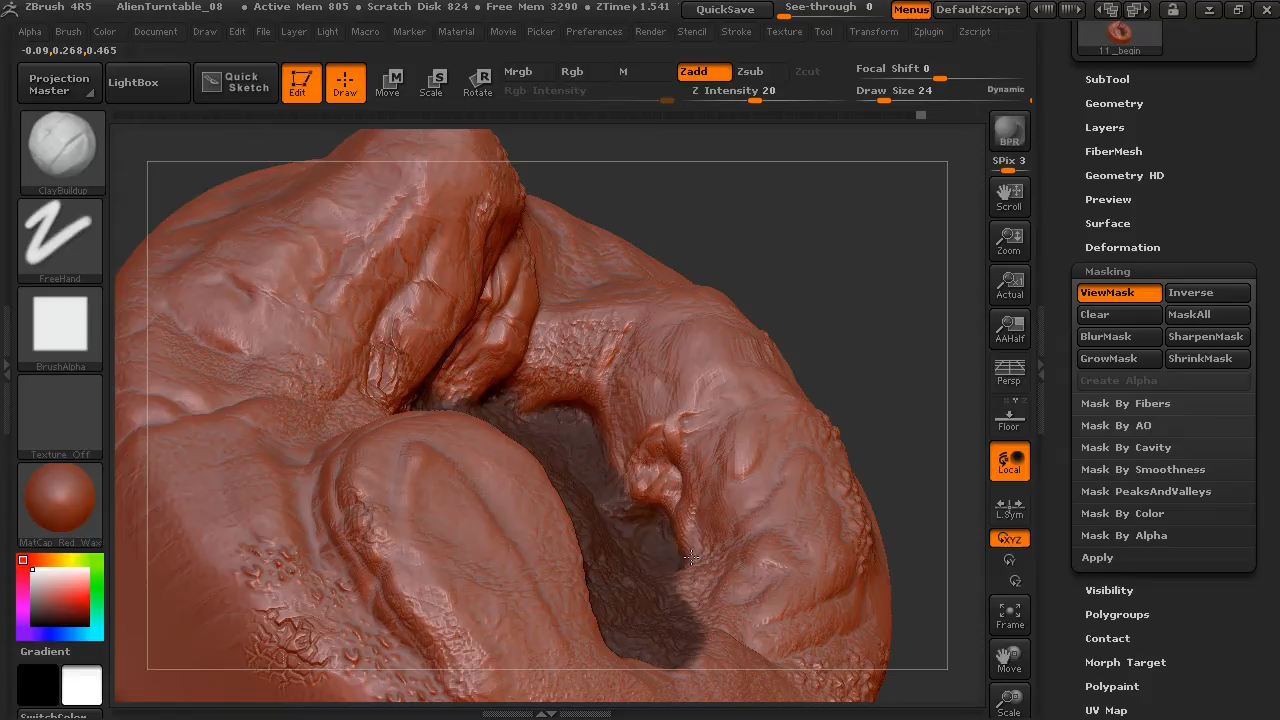 ZBrush 4R5 AlienTurntable_08 • Active Mem 805 • Scratch Disk 824 • Free Mem 3290 • ZTime▸1.541 QuickSave See-through 0 Menus DefaultZScript
Alpha Brush Color Document Draw Edit File Layer Light Macro Marker Material Movie Picker Preferences Render Stencil Stroke Texture Tool Transform Zplugin Zscript
-0.09,0.268,0.465
Projection Master
LightBox
Quick Sketch
Edit
Draw
Move
Scale
Rotate
Mrgb Rgb M
Rgb Intensity
Zadd Zsub Zcut
Z Intensity 20
Focal Shift 0
Draw Size 24 Dynamic
ClayBuildup
FreeHand
BrushAlpha
Texture Off
MatCap Red Wax
Gradient
SwitchColor
BPR
SPix 3
Scroll
Zoom
Actual
AAHalf
Persp
Floor
Local
L.Sym
XYZ
Frame
Move
Scale
11_begin
SubTool
Geometry
Layers
FiberMesh
Geometry HD
Preview
Surface
Deformation
Masking
ViewMask Inverse
Clear MaskAll
BlurMask SharpenMask
GrowMask ShrinkMask
Create Alpha
Mask By Fibers
Mask By AO
Mask By Cavity
Mask By Smoothness
Mask PeaksAndValleys
Mask By Color
Mask By Alpha
Apply
Visibility
Polygroups
Contact
Morph Target
Polypaint
UV Map